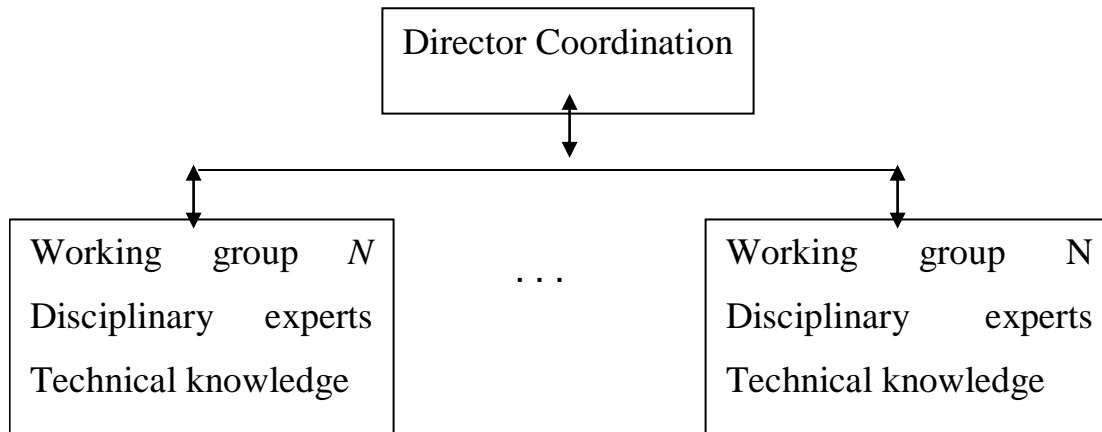 Director Coordination
Working group N
Disciplinary experts
Technical knowledge
. . .
Working group N
Disciplinary experts
Technical knowledge